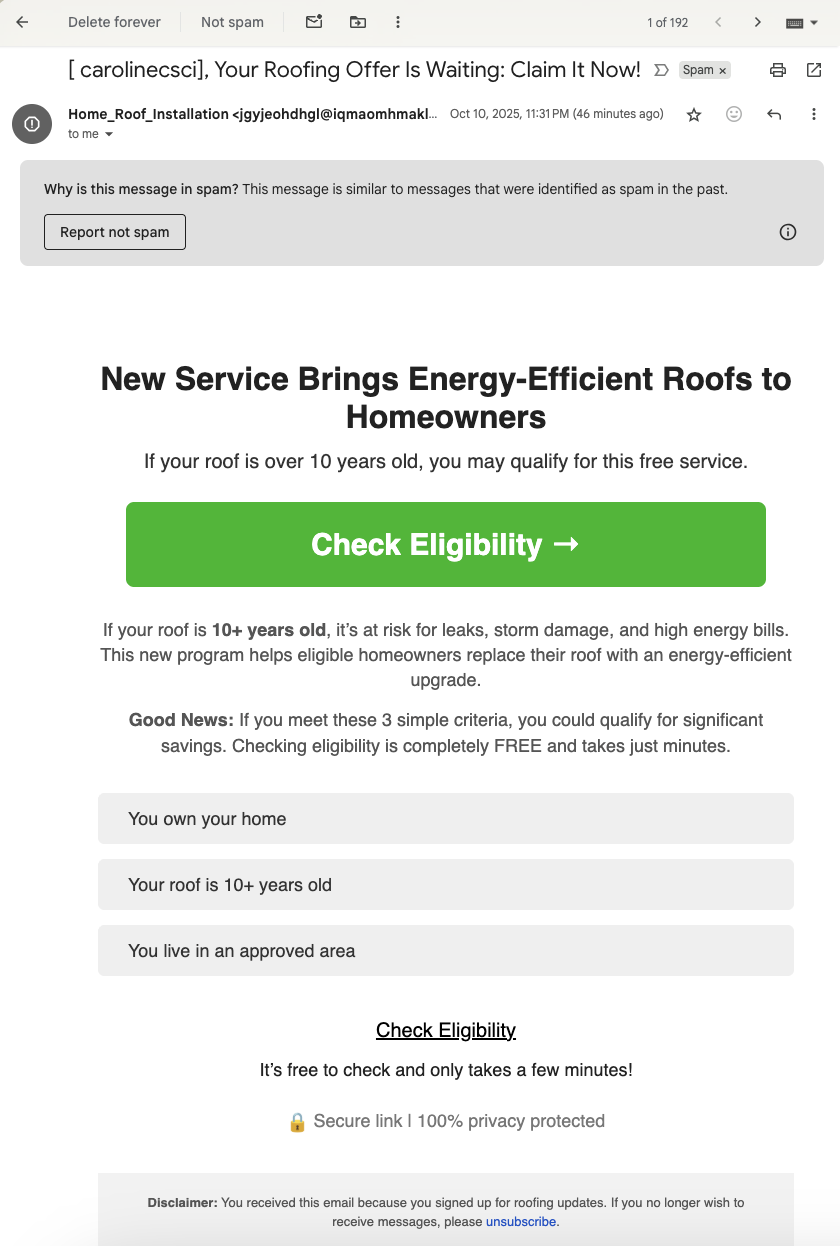 Delete forever Not spam 1 of 192
[ carolinecsci], Your Roofing Offer Is Waiting: Claim It Now! Spam ×
Home_Roof_Installation <jgyjeohdhgl@iqmaomhmakl... Oct 10, 2025, 11:31 PM (46 minutes ago)
to me
Why is this message in spam? This message is similar to messages that were identified as spam in the past.
Report not spam
New Service Brings Energy-Efficient Roofs to
Homeowners
If your roof is over 10 years old, you may qualify for this free service.
Check Eligibility →
If your roof is 10+ years old, it’s at risk for leaks, storm damage, and high energy bills.
This new program helps eligible homeowners replace their roof with an energy-efficient
upgrade.
Good News: If you meet these 3 simple criteria, you could qualify for significant
savings. Checking eligibility is completely FREE and takes just minutes.
You own your home
Your roof is 10+ years old
You live in an approved area
Check Eligibility
It’s free to check and only takes a few minutes!
🔒 Secure link | 100% privacy protected
Disclaimer: You received this email because you signed up for roofing updates. If you no longer wish to
receive messages, please unsubscribe.